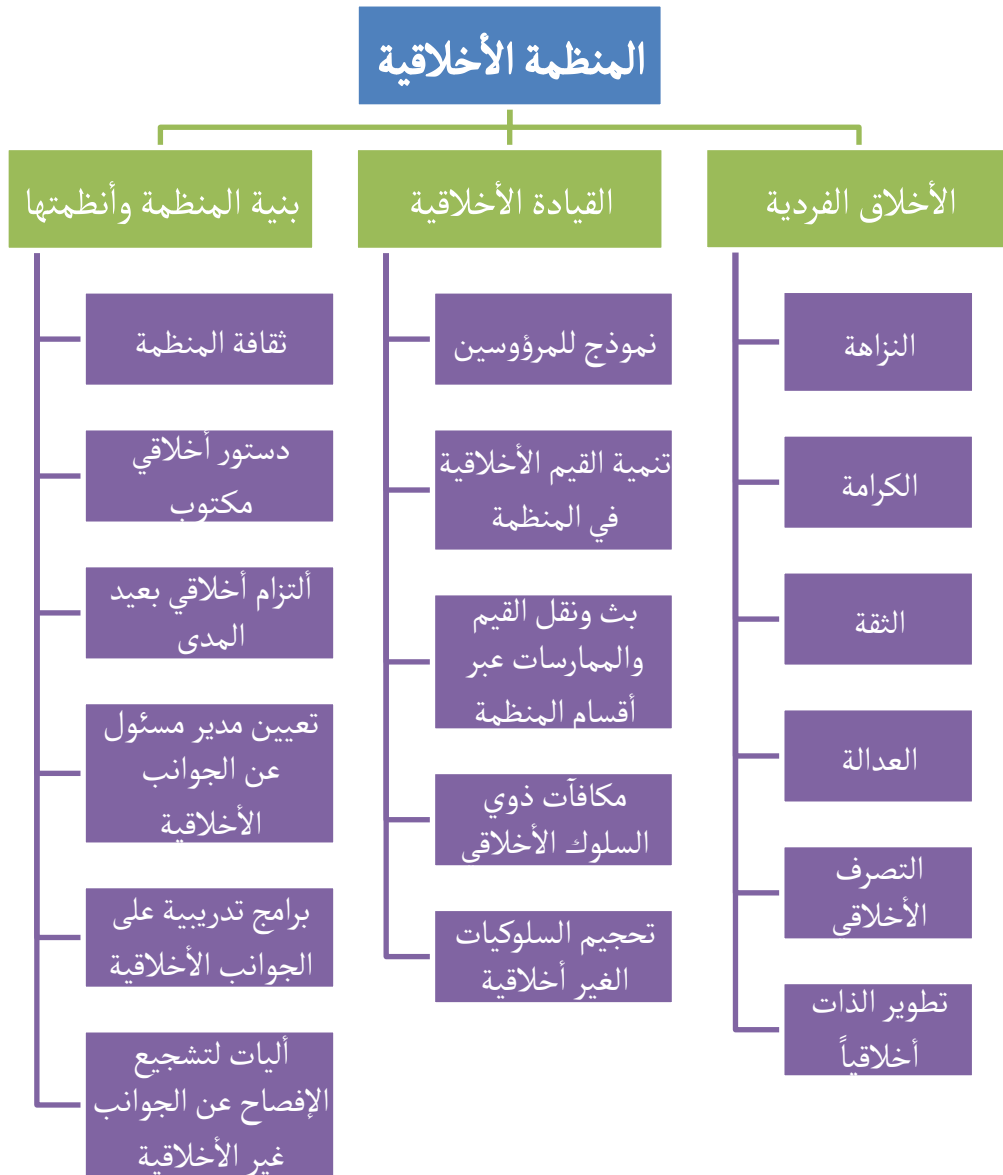 المنظمة الأخلاقية
الأخلاق الفردية
النزاهة
الكرامة
الثقة
العدالة
التصرف
الأخلاقي
تطوير الذات
أخلاقياً
القيادة الأخلاقية
نموذج للمرؤوسين
تنمية القيم الأخلاقية
في المنظمة
بث ونقل القيم
والممارسات عبر
أقسام المنظمة
مكافآت ذوي
السلوك الأخلاقي
تحجيم السلوكيات
الغير أخلاقية
بنية المنظمة وأنظمتها
ثقافة المنظمة
دستور أخلاقي
مكتوب
ألتزام أخلاقي بعيد
المدى
تعيين مدير مسئول
عن الجوانب
الأخلاقية
برامج تدريبية على
الجوانب الأخلاقية
أليات لتشجيع
الإفصاح عن الجوانب
غير الأخلاقية